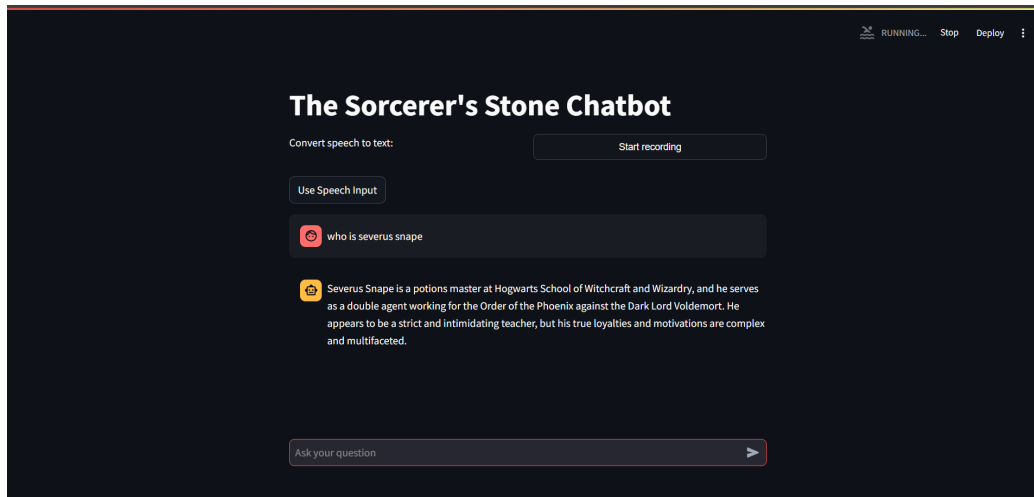 RUNNING... Stop Deploy
The Sorcerer's Stone Chatbot
Convert speech to text:
Start recording
Use Speech Input
who is severus snape
Severus Snape is a potions master at Hogwarts School of Witchcraft and Wizardry, and he serves
as a double agent working for the Order of the Phoenix against the Dark Lord Voldemort. He
appears to be a strict and intimidating teacher, but his true loyalties and motivations are complex
and multifaceted.
Ask your question